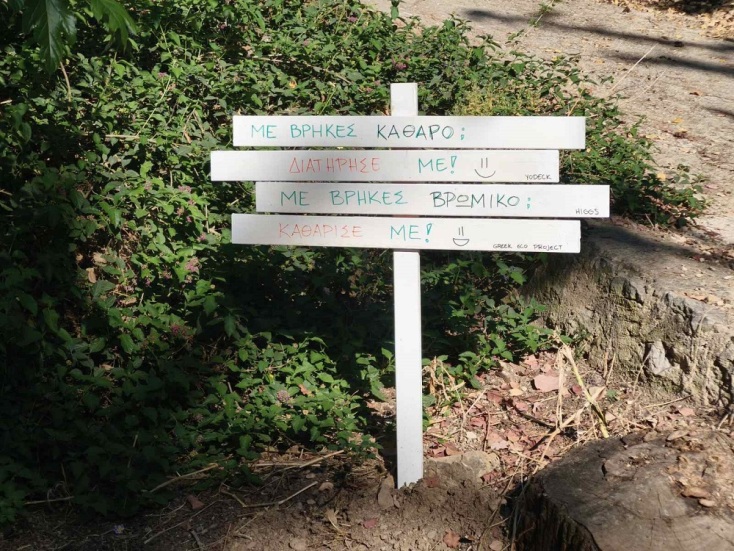 ΜΕ ΒΡΗΚΕΣ ΚΑΘΑΡΟ;
ΔΙΑΤΗΡΗΣΕ ΜΕ!
YODECK
ΜΕ ΒΡΗΚΕΣ ΒΡΩΜΙΚΟ;
HIGGS
ΚΑΘΑΡΙΣΕ ΜΕ!
GREEK ECO PROJECT